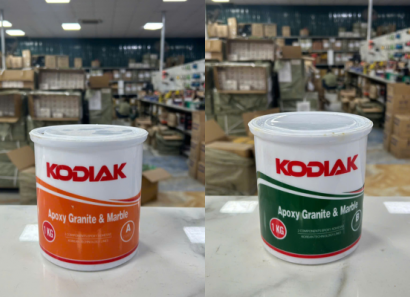 KODIAK
Apoxy Granite & Marble
A
1 KG
KODIAK
Apoxy Granite & Marble
B
1 KG